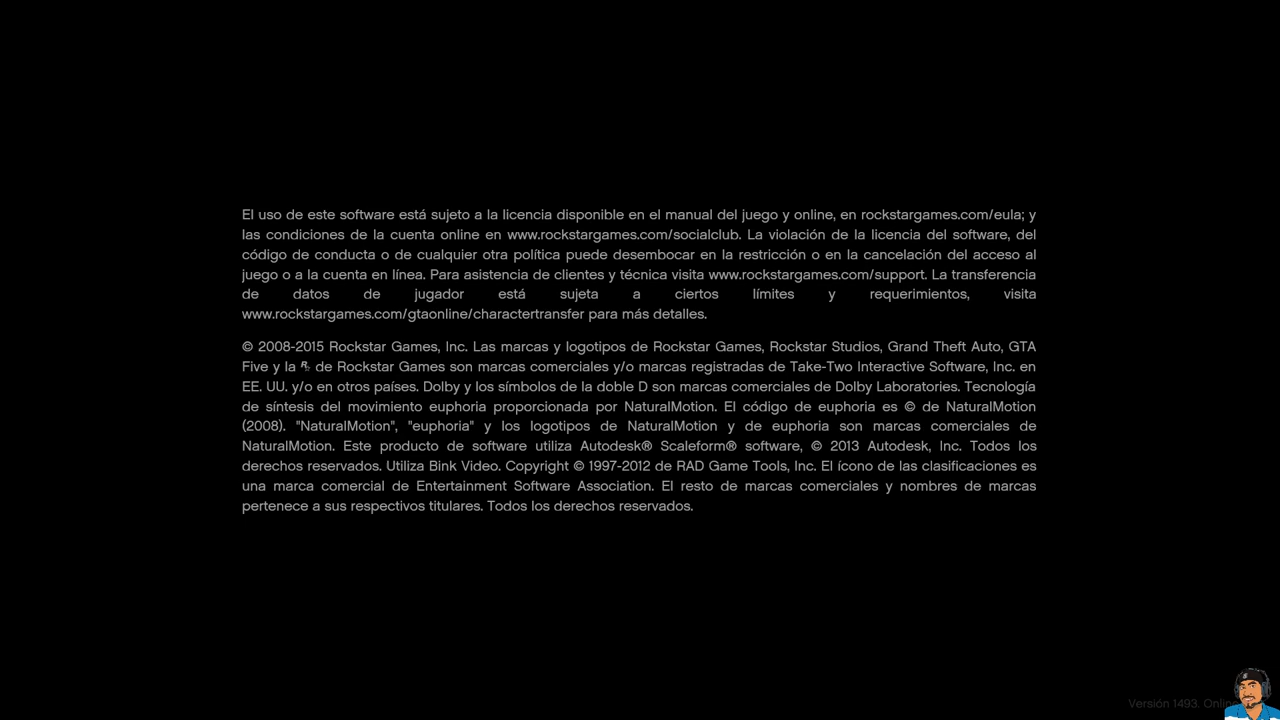 El uso de este software está sujeto a la licencia disponible en el manual del juego y online, en rockstargames.com/eula; y
las condiciones de la cuenta online en www.rockstargames.com/socialclub. La violación de la licencia del software, del
código de conducta o de cualquier otra política puede desembocar en la restricción o en la cancelación del acceso al
juego o a la cuenta en línea. Para asistencia de clientes y técnica visita www.rockstargames.com/support. La transferencia
de datos de jugador está sujeta a ciertos límites y requerimientos, visita
www.rockstargames.com/gtaonline/charactertransfer para más detalles.
© 2008-2015 Rockstar Games, Inc. Las marcas y logotipos de Rockstar Games, Rockstar Studios, Grand Theft Auto, GTA
Five y la R* de Rockstar Games son marcas comerciales y/o marcas registradas de Take-Two Interactive Software, Inc. en
EE. UU. y/o en otros países. Dolby y los símbolos de la doble D son marcas comerciales de Dolby Laboratories. Tecnología
de síntesis del movimiento euphoria proporcionada por NaturalMotion. El código de euphoria es © de NaturalMotion
(2008). "NaturalMotion", "euphoria" y los logotipos de NaturalMotion y de euphoria son marcas comerciales de
NaturalMotion. Este producto de software utiliza Autodesk® Scaleform® software, © 2013 Autodesk, Inc. Todos los
derechos reservados. Utiliza Bink Video. Copyright © 1997-2012 de RAD Game Tools, Inc. El ícono de las clasificaciones es
una marca comercial de Entertainment Software Association. El resto de marcas comerciales y nombres de marcas
pertenece a sus respectivos titulares. Todos los derechos reservados.
Versión 1493.